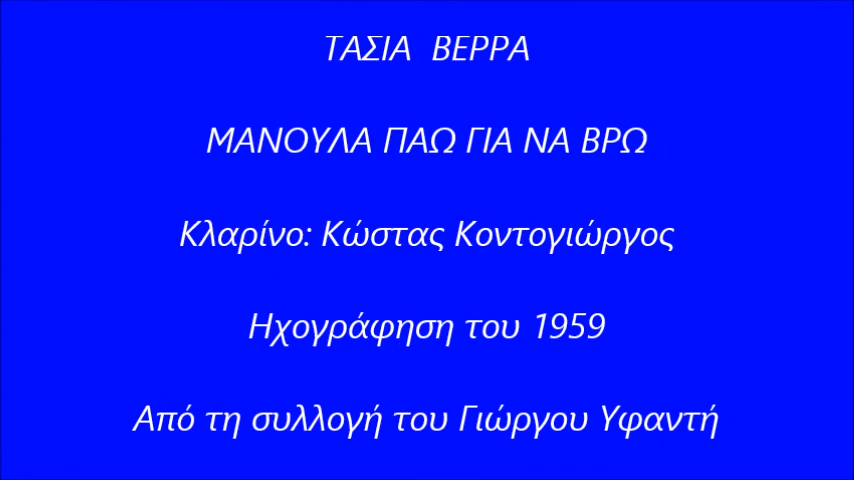 ΤΑΣΙΑ ΒΕΡΡΑ
ΜΑΝΟΥΛΑ ΠΑΩ ΓΙΑ ΝΑ ΒΡΩ
Κλαρίνο: Κώστας Κοντογιώργος
Ηχογράφηση του 1959
Από τη συλλογή του Γιώργου Υφαντή